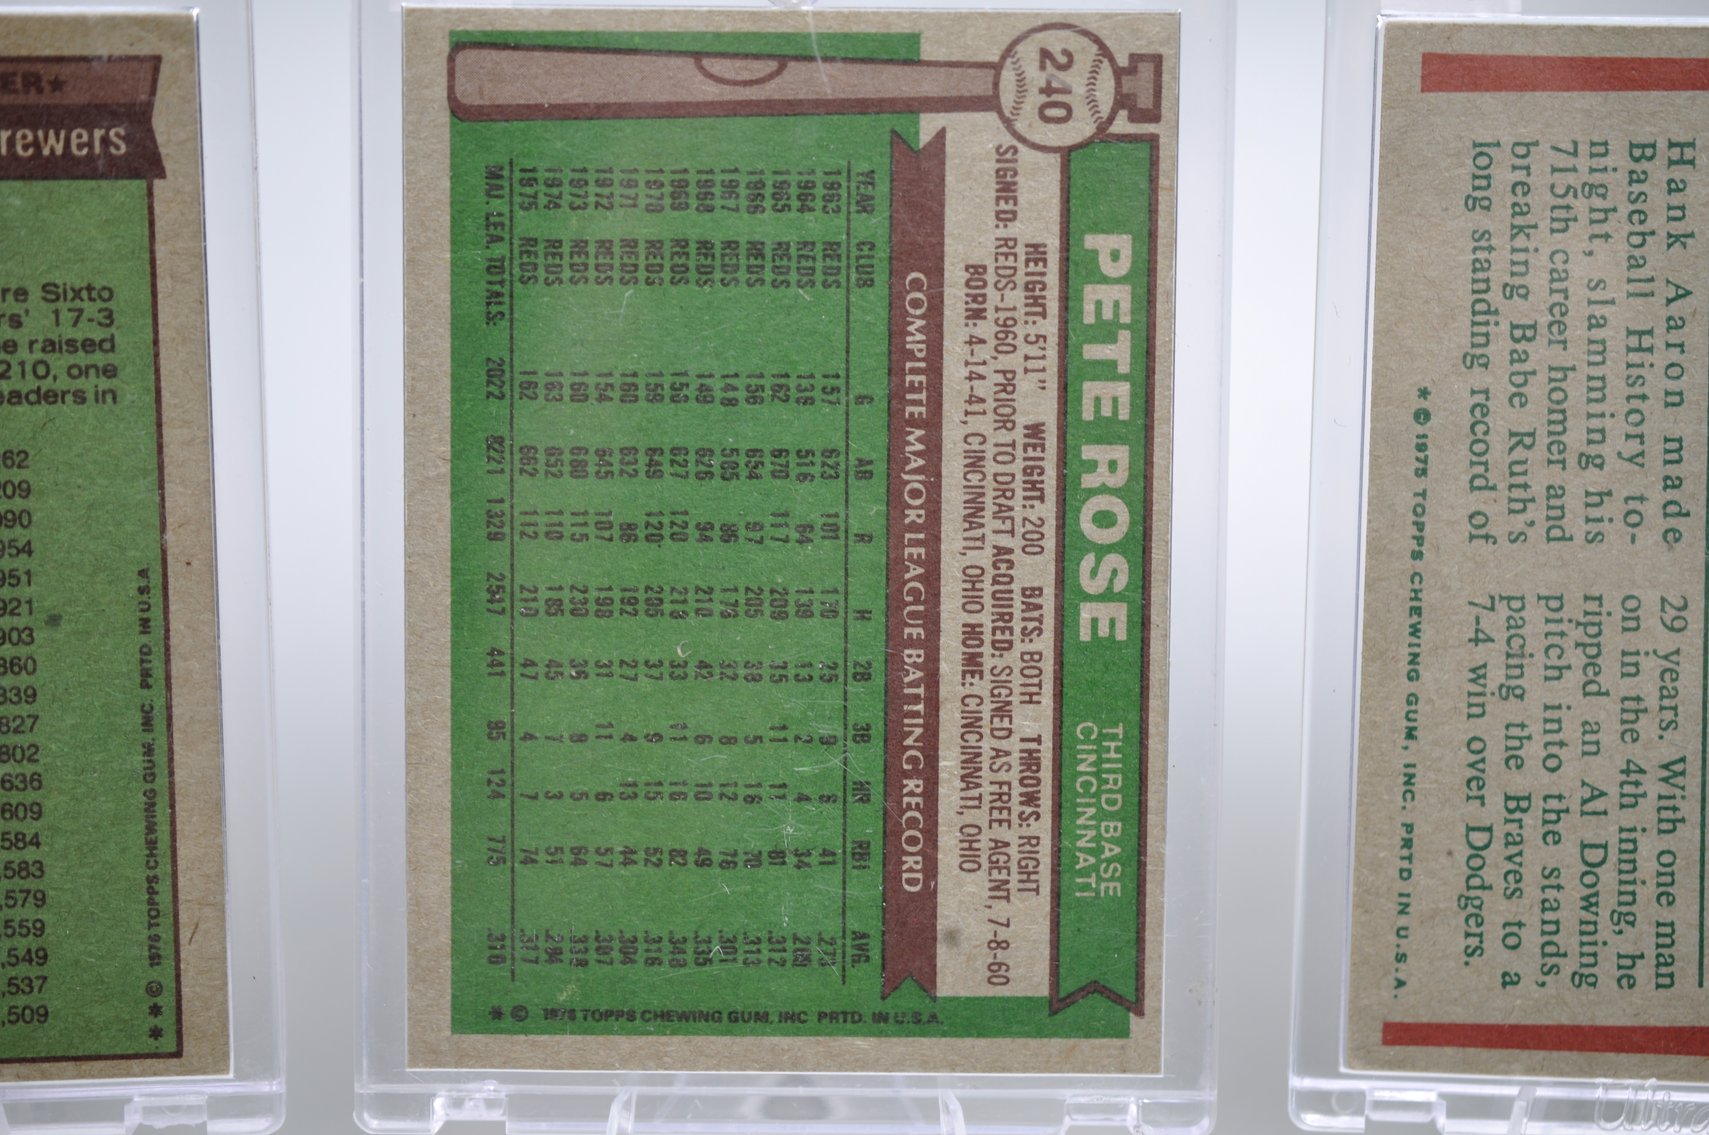 ER★
rewers
re Sixto
rs' 17-3
e raised
210, one
eaders in
62
209
090
954
951
921
903
860
839
827
802
636
609
584
,583
,579
,559
,549
,537
,509
* * © 1976 TOPPS CHEWING GUM, INC. PRTD. IN U.S.A.
240
PETE ROSE
THIRD BASE
CINCINNATI
HEIGHT: 5'11" WEIGHT: 200 BATS: BOTH THROWS: RIGHT
SIGNED: REDS-1960, PRIOR TO DRAFT ACQUIRED: SIGNED AS FREE AGENT, 7-8-60
BORN: 4-14-41, CINCINNATI, OHIO HOME: CINCINNATI, OHIO
COMPLETE MAJOR LEAGUE BATTING RECORD
YEAR CLUB G AB R H 2B 3B HR RBI AVG.
1963 REDS 157 623 101 170 25 9 6 41 .273
1964 REDS 136 516 64 139 13 2 4 34
1965 REDS 162 670 117 209 35 11 11 81 .312
1966 REDS 156 654 97 205 38 5 16 70 .313
1967 REDS 148 585 86 176 32 8 12 76 .301
1968 REDS 149 626 94 210 42 6 10 49 .335
1969 REDS 156 627 120 218 33 11 16 82 .348
1970 REDS 159 649 120 205 37 9 15 52 .316
1971 REDS 160 632 86 192 27 4 13 44 .304
1972 REDS 154 645 107 198 31 11 6 57 .307
1973 REDS 160 680 115 230 36 8 5 64 .338
1974 REDS 163 652 110 185 45 7 3 51 .284
1975 REDS 162 662 112 210 47 4 7 74 .317
MAJ. LEA. TOTALS: 2022 8221 1329 2547 441 85 124 775 .310
* © 1976 TOPPS CHEWING GUM, INC. PRTD. IN U.S.A.
Hank Aaron made
Baseball History to-
night, slamming his
715th career homer and
breaking Babe Ruth's
long standing record of
29 years. With one man
on in the 4th inning, he
ripped an Al Downing
pitch into the stands,
pacing the Braves to a
7-4 win over Dodgers.
* © 1975 TOPPS CHEWING GUM, INC. PRTD IN U.S.A.
Ultra